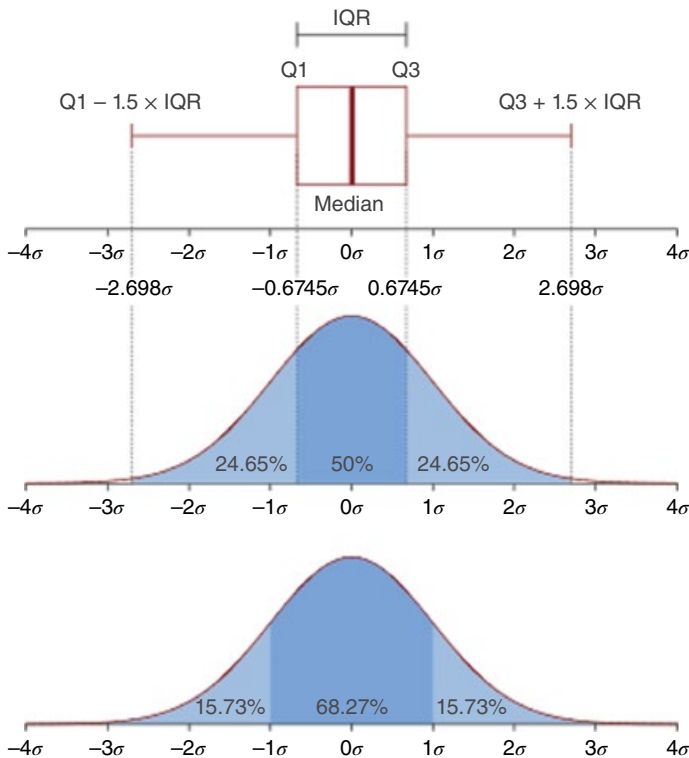 IQR
Q1 Q3
Q1 – 1.5 × IQR Q3 + 1.5 × IQR
Median
–4σ –3σ –2σ –1σ 0σ 1σ 2σ 3σ 4σ
–2.698σ –0.6745σ 0.6745σ 2.698σ
24.65% 50% 24.65%
–4σ –3σ –2σ –1σ 0σ 1σ 2σ 3σ 4σ
15.73% 68.27% 15.73%
–4σ –3σ –2σ –1σ 0σ 1σ 2σ 3σ 4σ